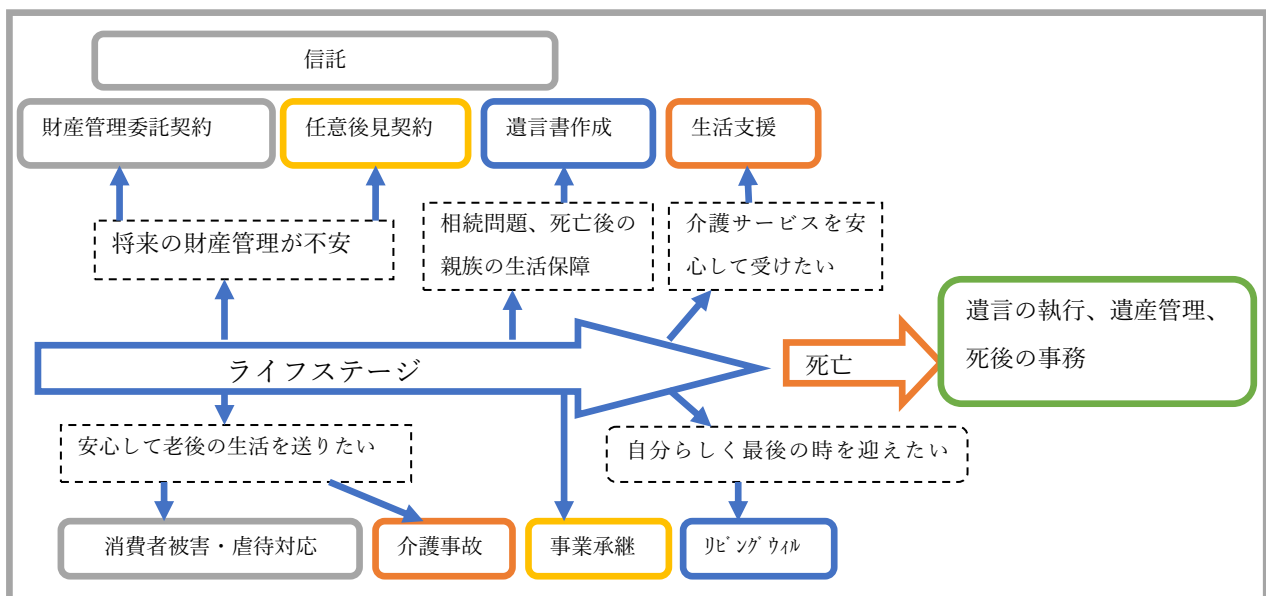 信託
財産管理委託契約
任意後見契約
遺言書作成
生活支援
将来の財産管理が不安
相続問題、死亡後の
親族の生活保障
介護サービスを安
心して受けたい
遺言の執行、遺産管理、
死後の事務
ライフステージ
死亡
安心して老後の生活を送りたい
自分らしく最後の時を迎えたい
消費者被害・虐待対応
介護事故
事業承継
ﾘﾋﾞﾝｸﾞｳｨﾙ